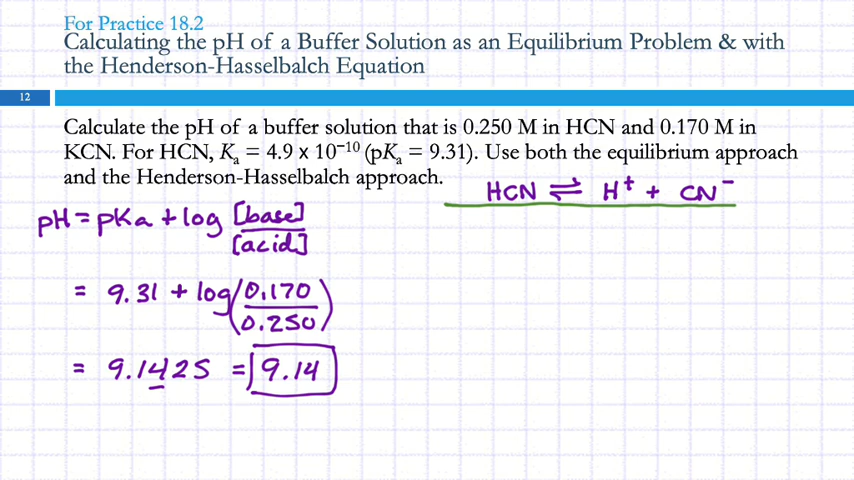 For Practice 18.2
Calculating the pH of a Buffer Solution as an Equilibrium Problem & with
the Henderson-Hasselbalch Equation
12
Calculate the pH of a buffer solution that is 0.250 M in HCN and 0.170 M in
KCN. For HCN, Ka = 4.9 x 10⁻¹⁰ (pKa = 9.31). Use both the equilibrium approach
and the Henderson-Hasselbalch approach.
HCN ⇌ H⁺ + CN⁻
pH = pKa + log [base]/[acid]
= 9.31 + log(0.170/0.250)
= 9.1425 = 9.14